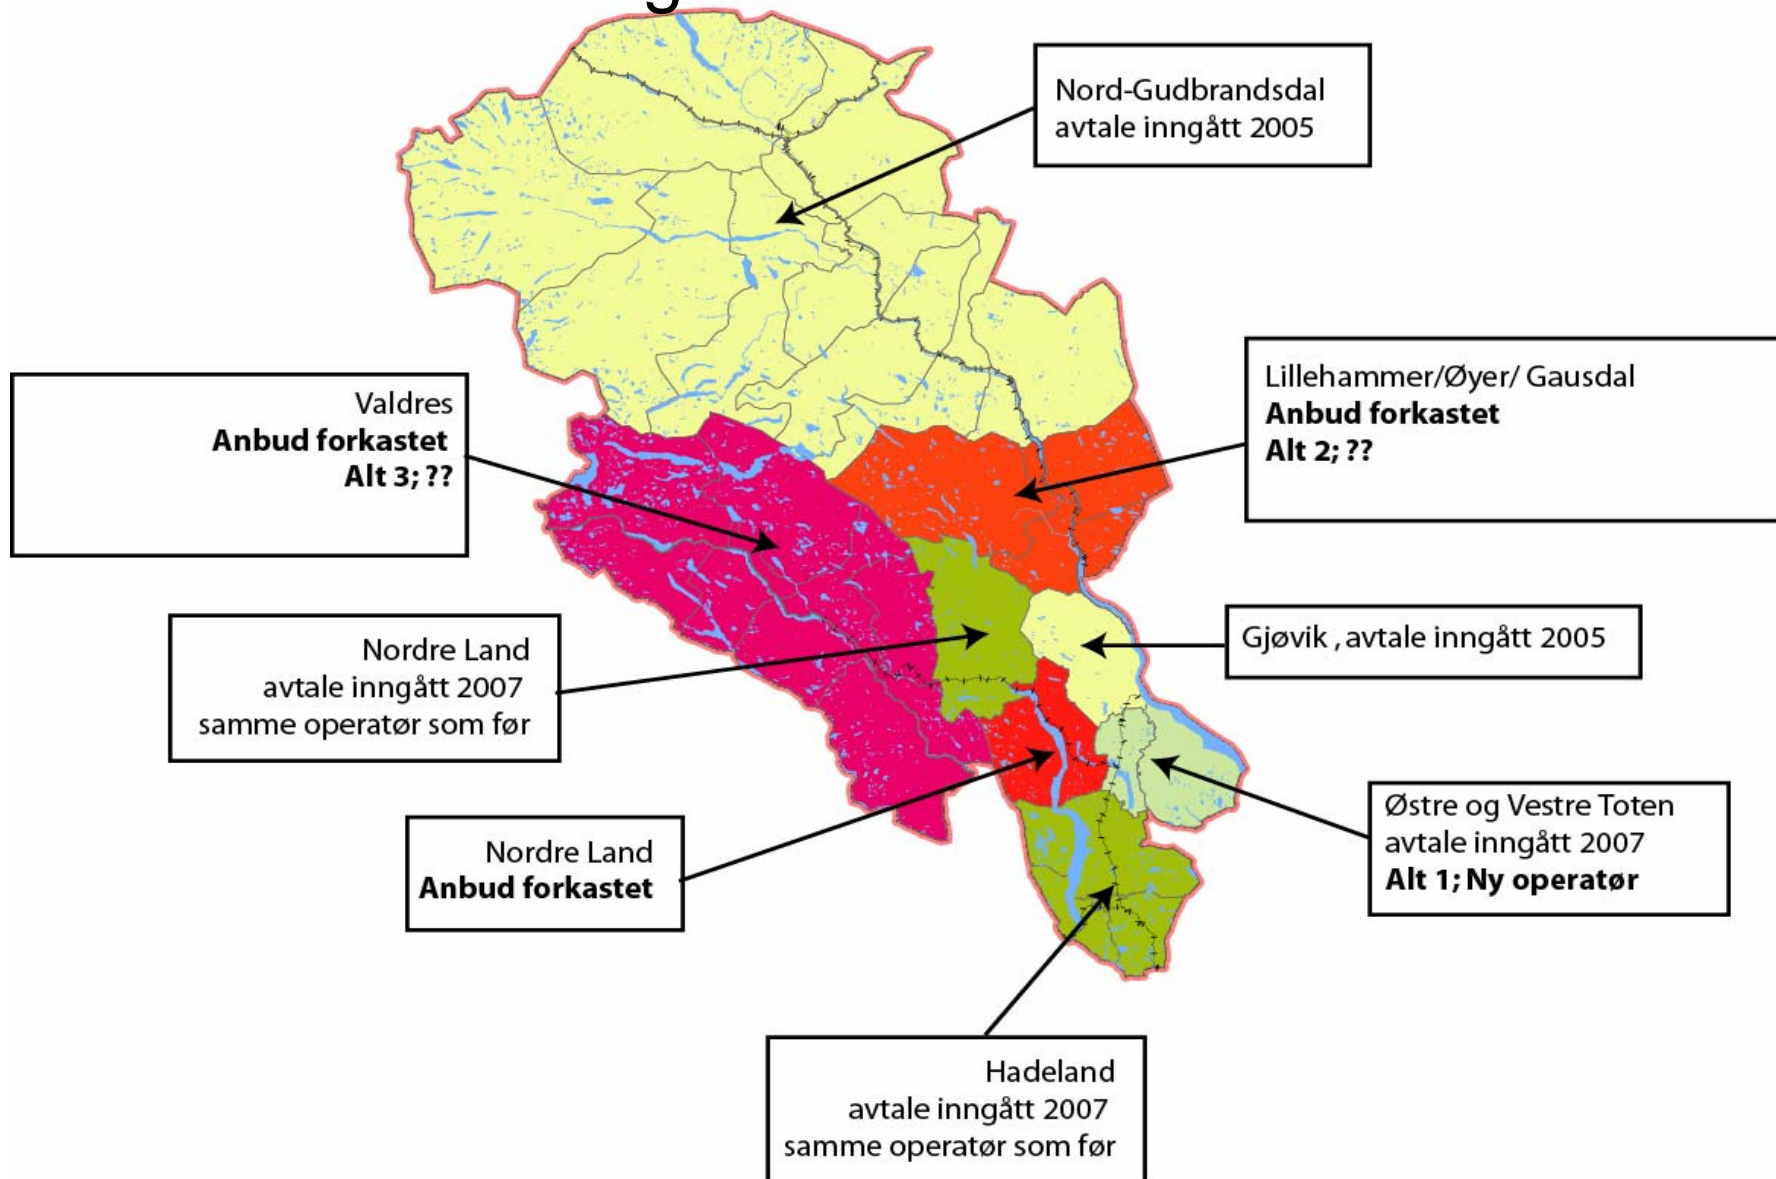 Nord-Gudbrandsdal
avtale inngått 2005
Lillehammer/Øyer/ Gausdal
Anbud forkastet
Alt 2; ??
Valdres
Anbud forkastet
Alt 3; ??
Nordre Land
avtale inngått 2007
samme operatør som før
Gjøvik , avtale inngått 2005
Nordre Land
Anbud forkastet
Østre og Vestre Toten
avtale inngått 2007
Alt 1; Ny operatør
Hadeland
avtale inngått 2007
samme operatør som før